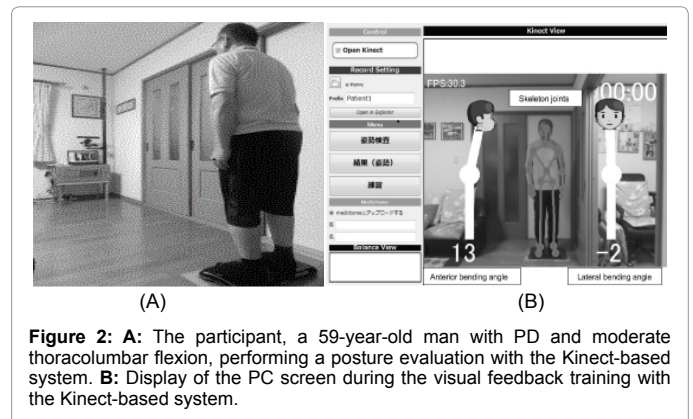 Control
Open Kinect
Record Setting
Prefix Patient1
Open in Explorer
Menu
姿勢検査
結果（姿勢）
練習
Balance View
Kinect View
FPS:30.3
Skeleton joints
00:00
13
-2
Anterior bending angle
Lateral bending angle
(A)
(B)
Figure 2: A: The participant, a 59-year-old man with PD and moderate
thoracolumbar flexion, performing a posture evaluation with the Kinect-based
system. B: Display of the PC screen during the visual feedback training with
the Kinect-based system.